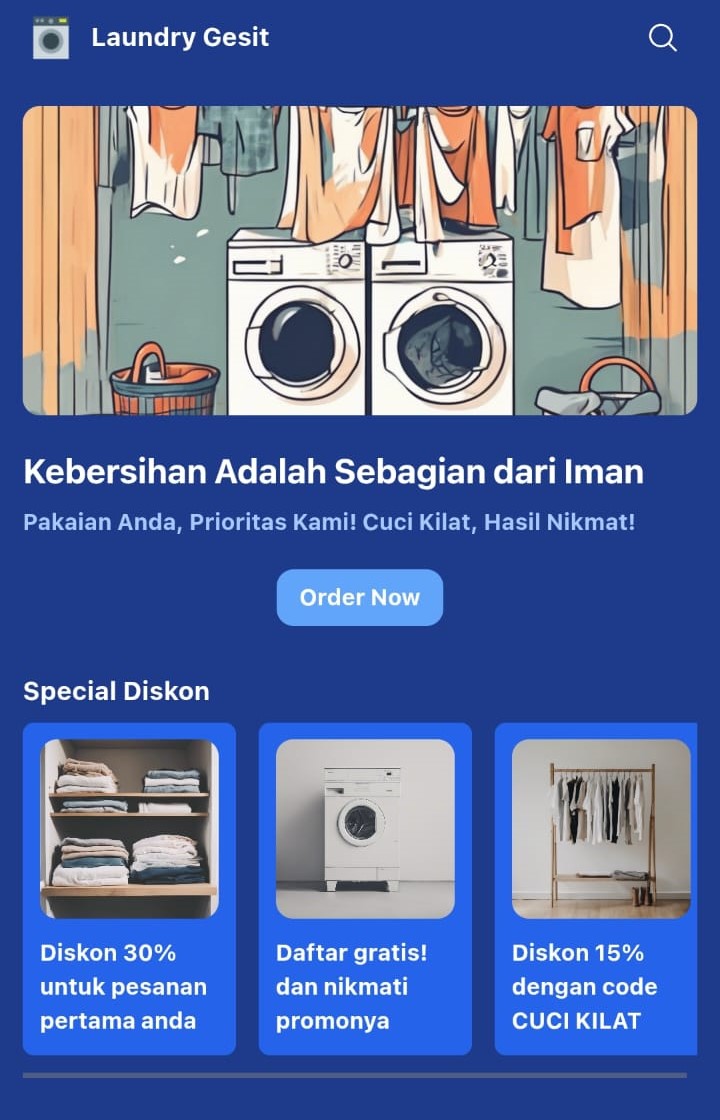 Laundry Gesit
Kebersihan Adalah Sebagian dari Iman
Pakaian Anda, Prioritas Kami! Cuci Kilat, Hasil Nikmat!
Order Now
Special Diskon
Diskon 30%
untuk pesanan
pertama anda
Daftar gratis!
dan nikmati
promonya
Diskon 15%
dengan code
CUCI KILAT